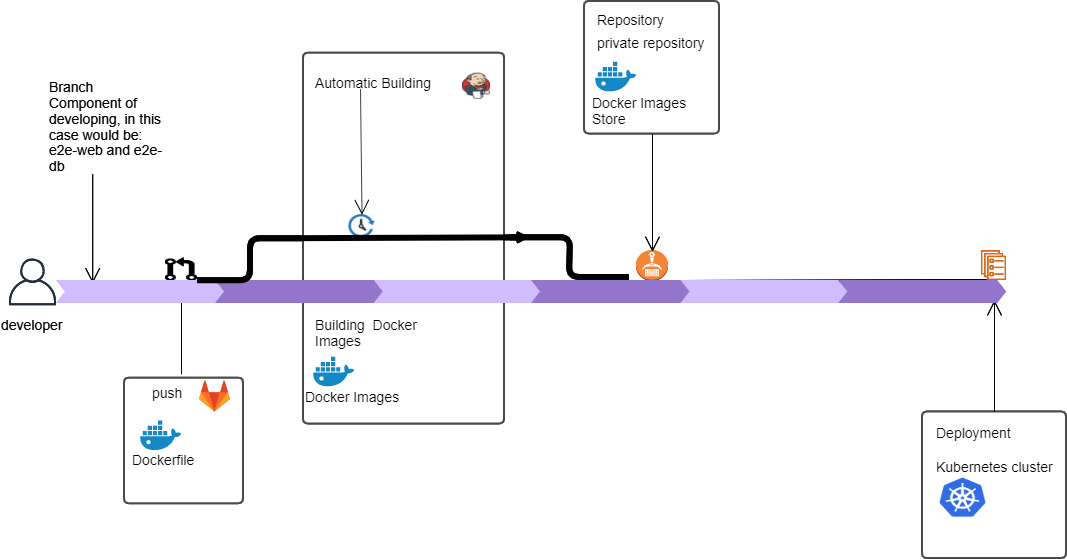 Repository
private repository
Docker Images
Store
Automatic Building
Branch
Component of
developing, in this
case would be:
e2e-web and e2e-
db
developer
Building  Docker
Images
Docker Images
push
Dockerfile
Deployment
Kubernetes cluster